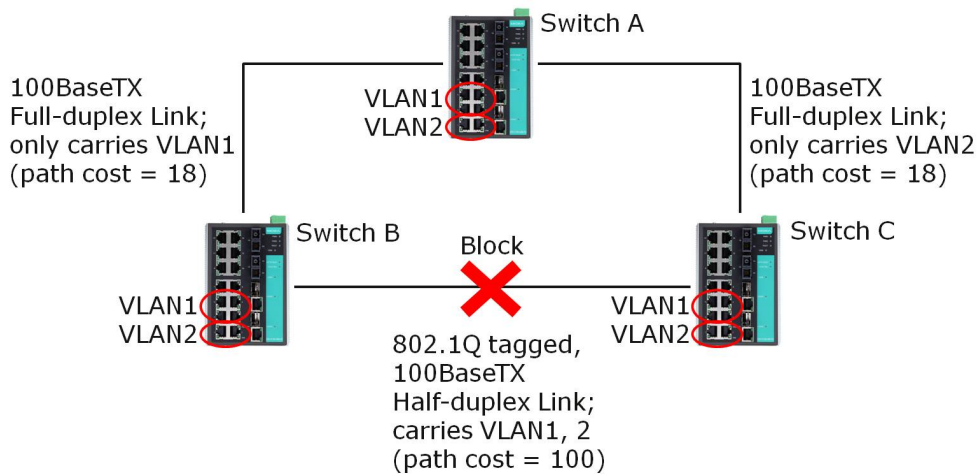 Switch A
100BaseTX
Full-duplex Link;
only carries VLAN1
(path cost = 18)
VLAN1
VLAN2
100BaseTX
Full-duplex Link;
only carries VLAN2
(path cost = 18)
Switch B
VLAN1
VLAN2
Block
Switch C
VLAN1
VLAN2
802.1Q tagged,
100BaseTX
Half-duplex Link;
carries VLAN1, 2
(path cost = 100)